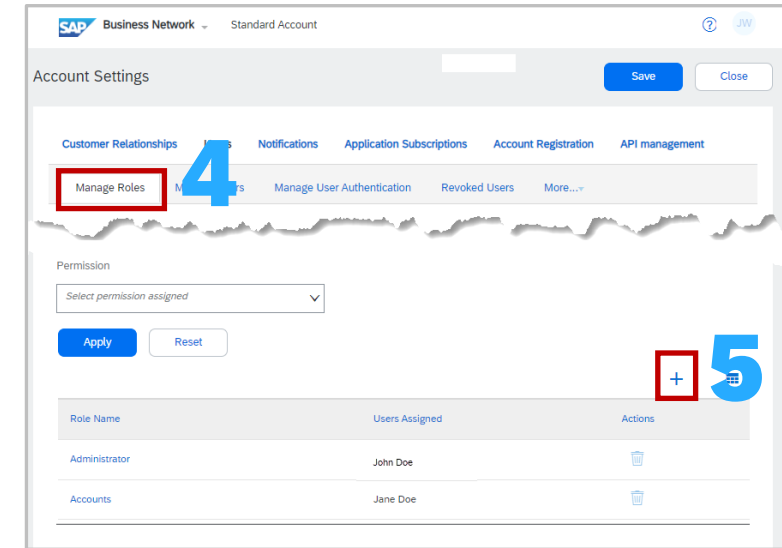 SAP Business Network Standard Account ? JW
Account Settings Save Close
Customer Relationships Notifications Application Subscriptions Account Registration API management
4
Manage Roles Manage User Authentication Revoked Users More...
Permission
Select permission assigned
Apply Reset
+ 5
Role Name Users Assigned Actions
Administrator John Doe
Accounts Jane Doe